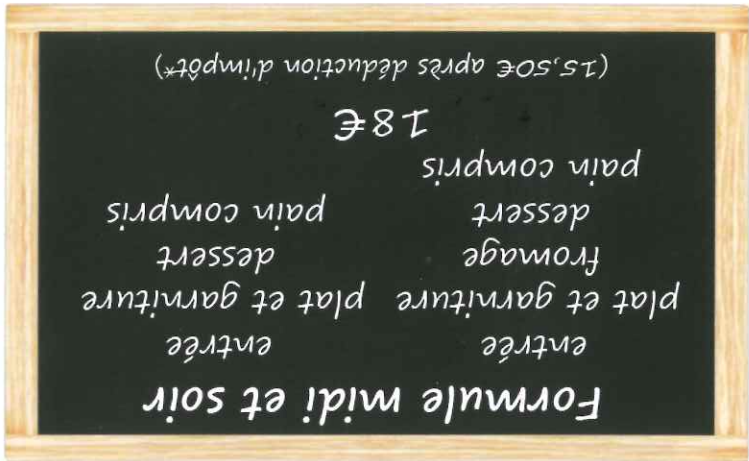 Formule midi et soir
entrée
plat et garniture
fromage
dessert
pain compris
entrée
plat et garniture
dessert
pain compris
18€
(15,50€ après déduction d'impôt*)